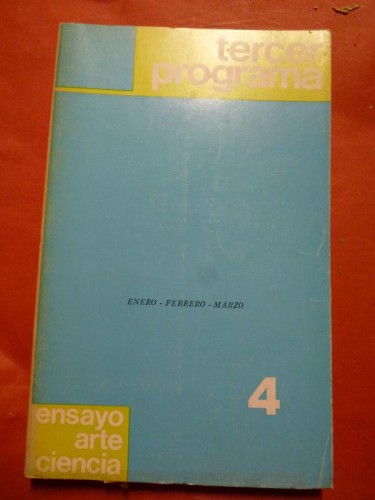 tercer
programa
ENERO - FEBRERO - MARZO
4
ensayo
arte
ciencia